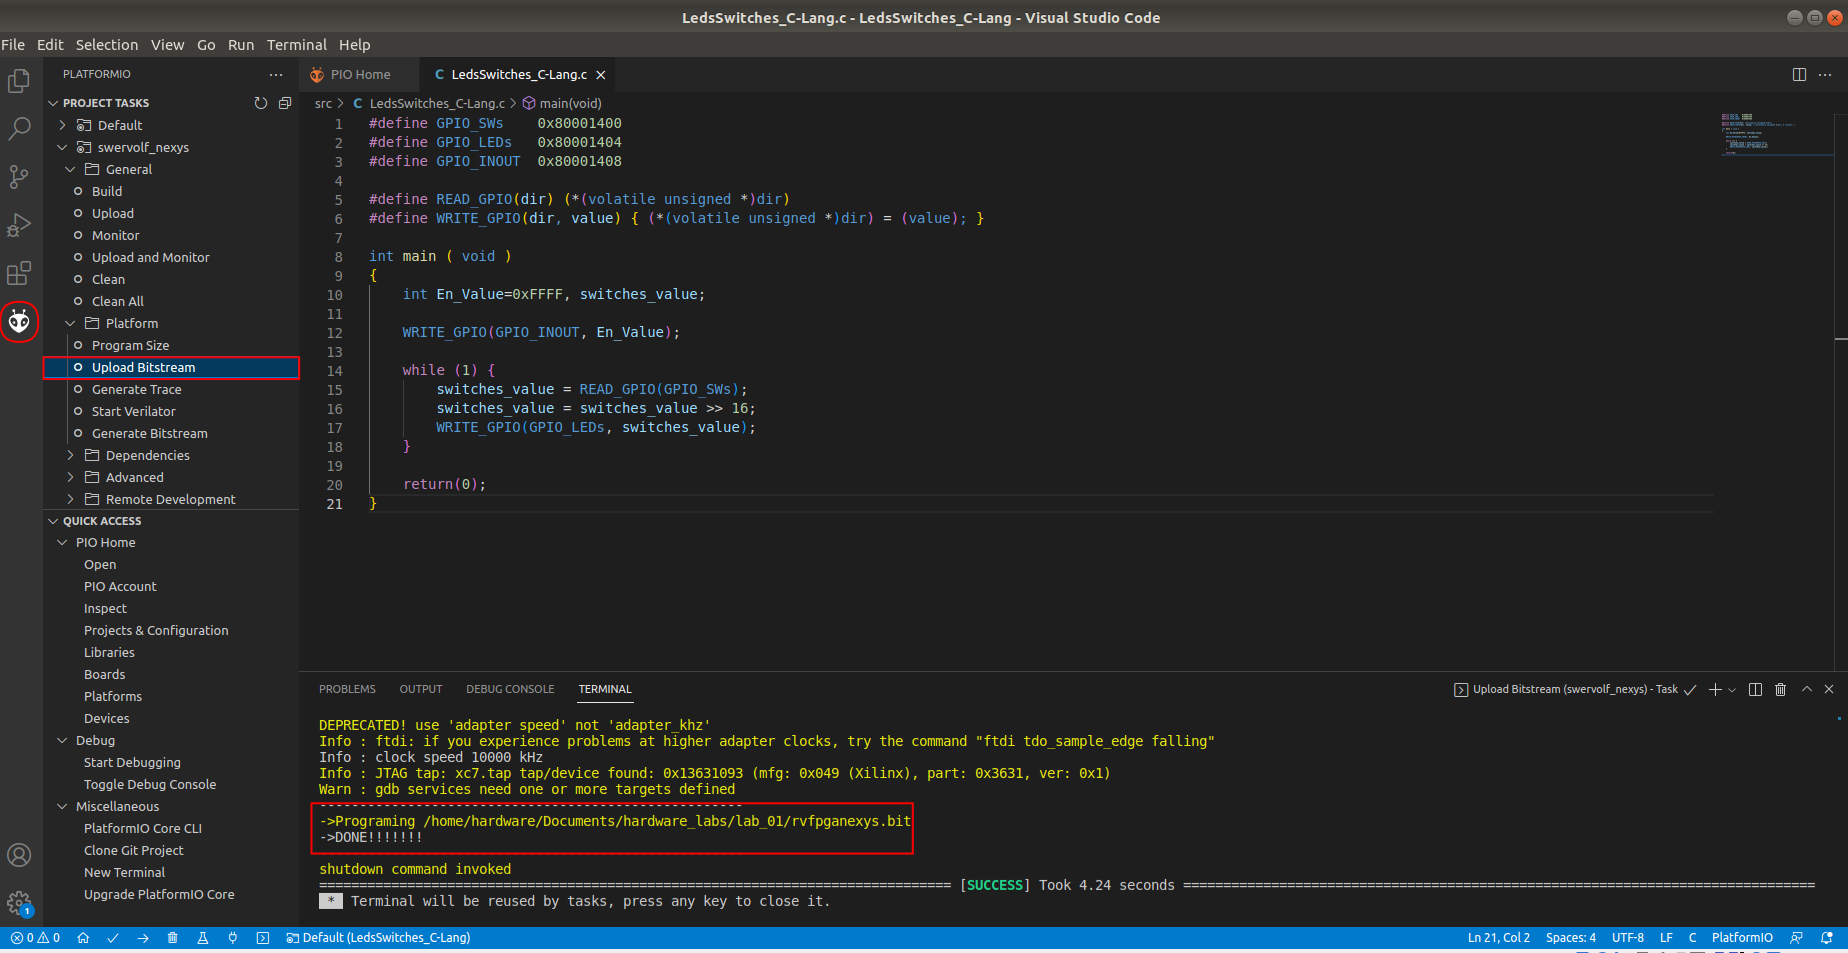 LedsSwitches_C-Lang.c - LedsSwitches_C-Lang - Visual Studio Code
File Edit Selection View Go Run Terminal Help
PLATFORMIO
PROJECT TASKS
Default
swervolf_nexys
General
Build
Upload
Monitor
Upload and Monitor
Clean
Clean All
Platform
Program Size
Upload Bitstream
Generate Trace
Start Verilator
Generate Bitstream
Dependencies
Advanced
Remote Development
QUICK ACCESS
PIO Home
Open
PIO Account
Inspect
Projects & Configuration
Libraries
Boards
Platforms
Devices
Debug
Start Debugging
Toggle Debug Console
Miscellaneous
PlatformIO Core CLI
Clone Git Project
New Terminal
Upgrade PlatformIO Core
1
PIO Home C LedsSwitches_C-Lang.c
src > C LedsSwitches_C-Lang.c > main(void)
1 #define GPIO_SWs    0x80001400
2 #define GPIO_LEDs   0x80001404
3 #define GPIO_INOUT  0x80001408
4
5 #define READ_GPIO(dir) (*(volatile unsigned *)dir)
6 #define WRITE_GPIO(dir, value) { (*(volatile unsigned *)dir) = (value); }
7
8 int main ( void )
9 {
10     int En_Value=0xFFFF, switches_value;
11
12     WRITE_GPIO(GPIO_INOUT, En_Value);
13
14     while (1) {
15         switches_value = READ_GPIO(GPIO_SWs);
16         switches_value = switches_value >> 16;
17         WRITE_GPIO(GPIO_LEDs, switches_value);
18     }
19
20     return(0);
21 }
PROBLEMS OUTPUT DEBUG CONSOLE TERMINAL
Upload Bitstream (swervolf_nexys) - Task
DEPRECATED! use 'adapter speed' not 'adapter_khz'
Info : ftdi: if you experience problems at higher adapter clocks, try the command "ftdi tdo_sample_edge falling"
Info : clock speed 10000 kHz
Info : JTAG tap: xc7.tap tap/device found: 0x13631093 (mfg: 0x049 (Xilinx), part: 0x3631, ver: 0x1)
Warn : gdb services need one or more targets defined
-----------------------------------------------------
->Programing /home/hardware/Documents/hardware_labs/lab_01/rvfpganexys.bit
->DONE!!!!!!!
shutdown command invoked
=============================================================================== [SUCCESS] Took 4.24 seconds ===============================================================================
* Terminal will be reused by tasks, press any key to close it.
0 0 Default (LedsSwitches_C-Lang) Ln 21, Col 2 Spaces: 4 UTF-8 LF C PlatformIO